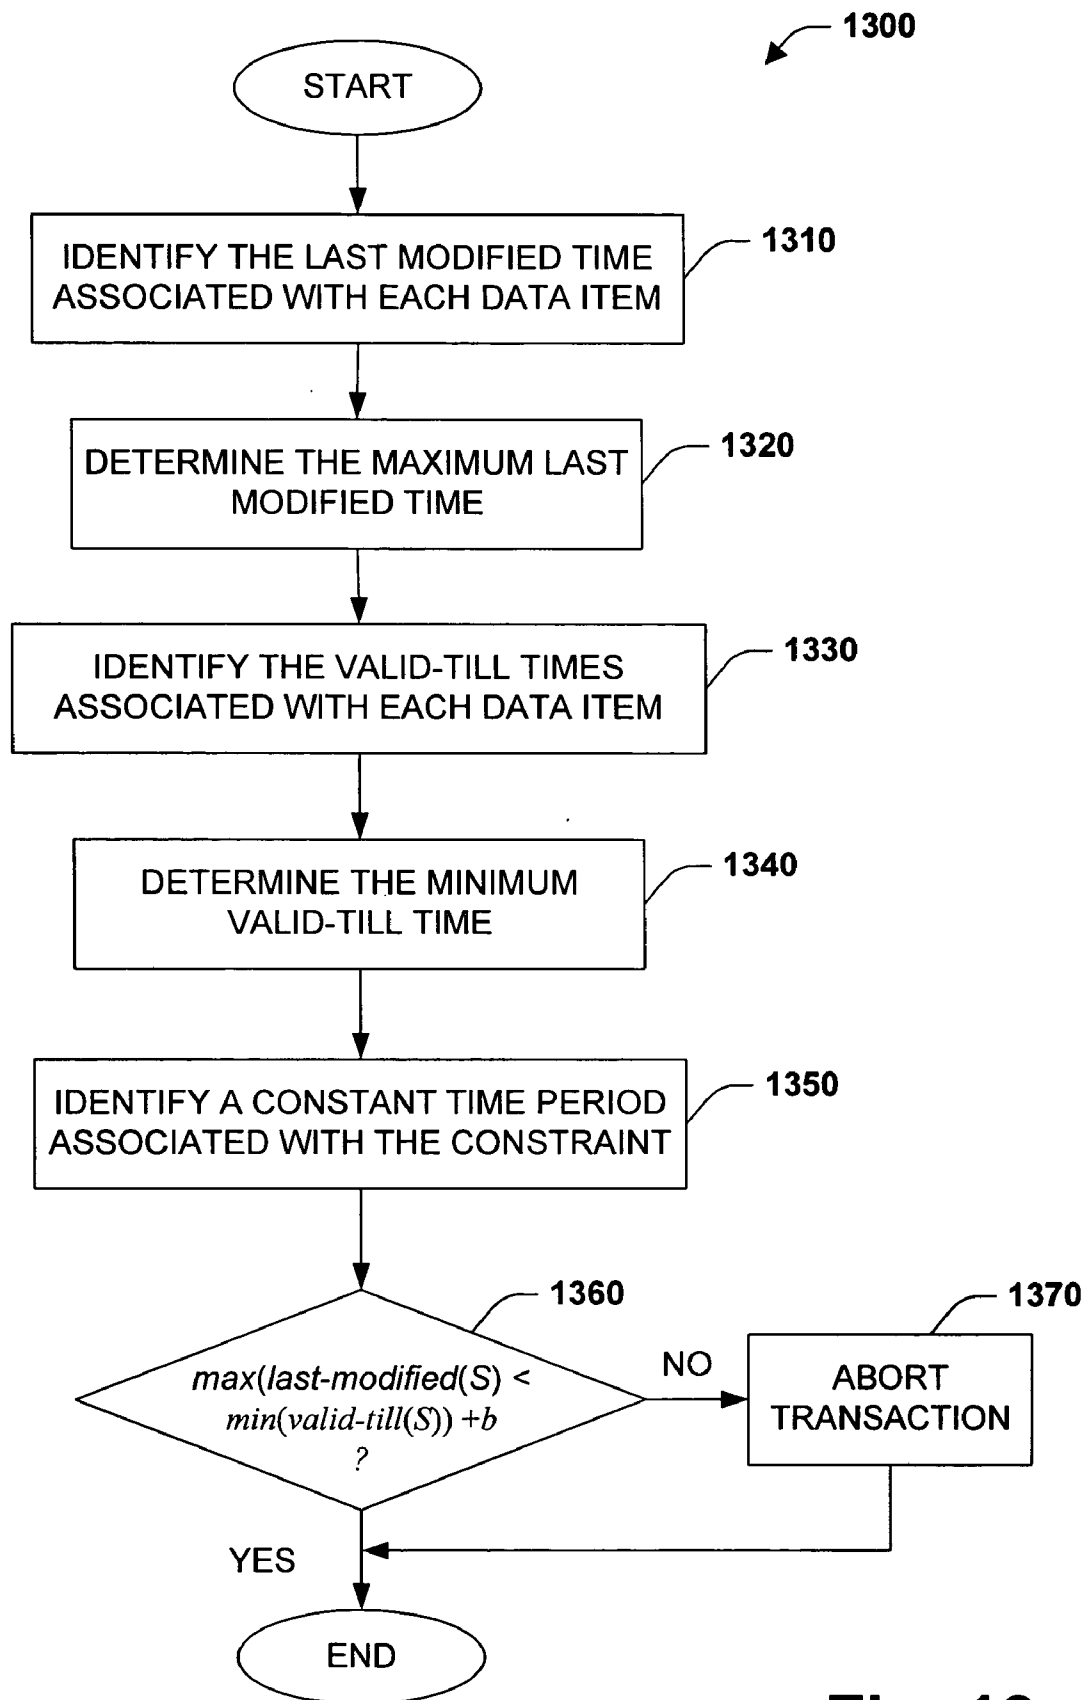 1300
START
IDENTIFY THE LAST MODIFIED TIME
ASSOCIATED WITH EACH DATA ITEM
1310
DETERMINE THE MAXIMUM LAST
MODIFIED TIME
1320
IDENTIFY THE VALID-TILL TIMES
ASSOCIATED WITH EACH DATA ITEM
1330
DETERMINE THE MINIMUM
VALID-TILL TIME
1340
IDENTIFY A CONSTANT TIME PERIOD
ASSOCIATED WITH THE CONSTRAINT
1350
max(last-modified(S) <
min(valid-till(S)) +b
?
1360
NO
ABORT
TRANSACTION
1370
YES
END